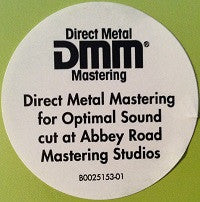 Direct Metal
DMM®
Mastering
Direct Metal Mastering
for Optimal Sound
cut at Abbey Road
Mastering Studios
B0025153-01